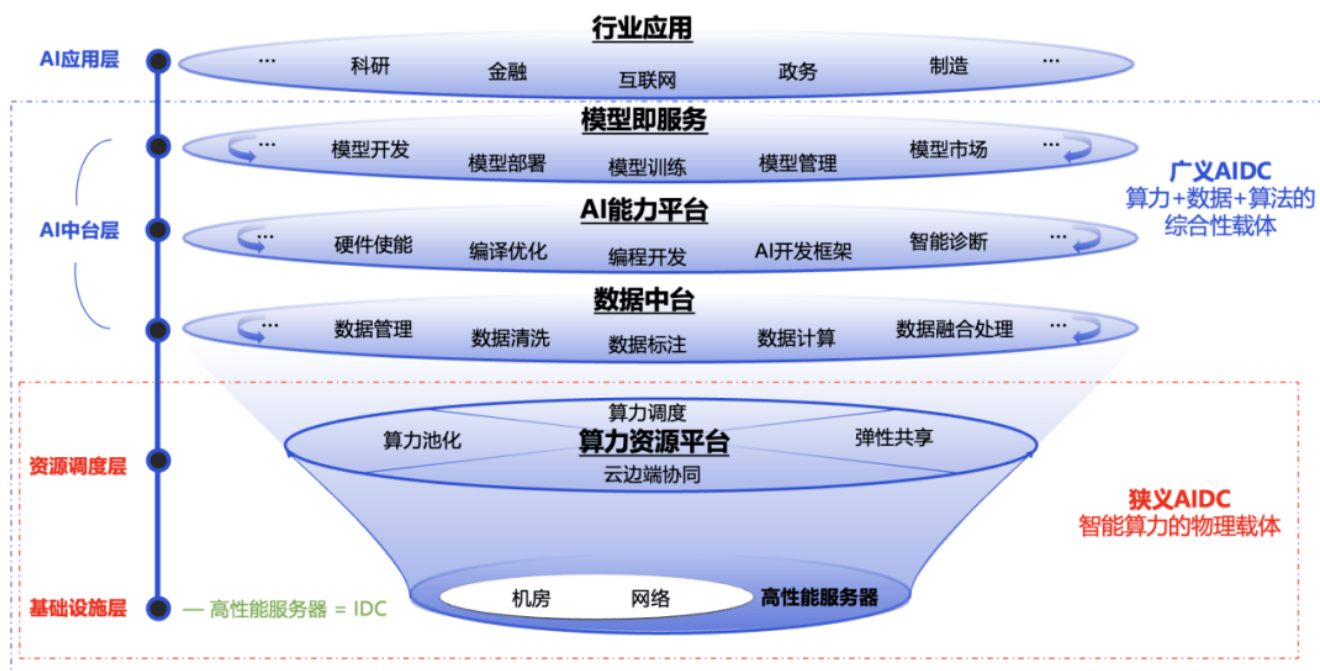 行业应用
AI应用层
… 科研 金融 互联网 政务 制造 …
模型即服务
… 模型开发 模型部署 模型训练 模型管理 模型市场 …
广义AIDC
算力+数据+算法的
综合性载体
AI中台层
AI能力平台
… 硬件使能 编译优化 编程开发 AI开发框架 智能诊断 …
数据中台
… 数据管理 数据清洗 数据标注 数据计算 数据融合处理 …
资源调度层
算力调度
算力池化 算力资源平台 弹性共享
云边端协同
狭义AIDC
智能算力的物理载体
基础设施层
— 高性能服务器 = IDC
机房 网络 高性能服务器